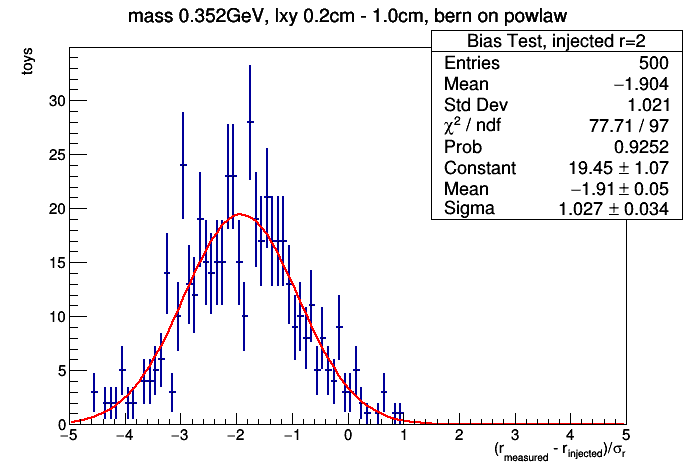 mass 0.352GeV, lxy 0.2cm - 1.0cm, bern on powlaw
toys
Bias Test, injected r=2
Entries 500
Mean −1.904
Std Dev 1.021
χ² / ndf 77.71 / 97
Prob 0.9252
Constant 19.45 ± 1.07
Mean −1.91 ± 0.05
Sigma 1.027 ± 0.034
30
25
20
15
10
5
0
−5 −4 −3 −2 −1 0 1 2 3 4 5
(r_measured - r_injected)/σ_r